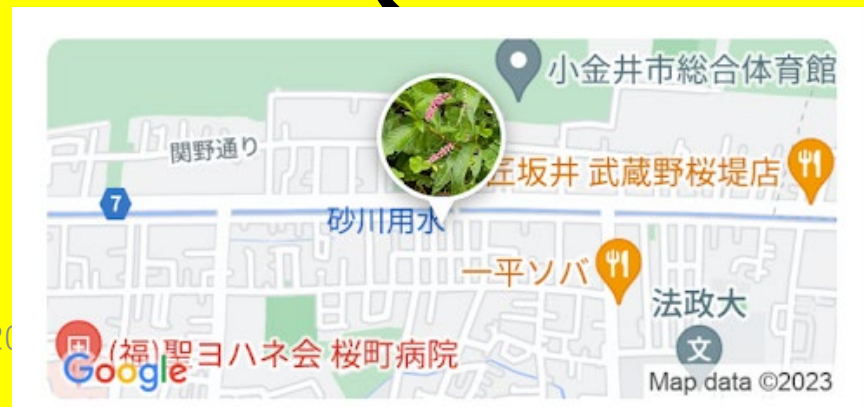 小金井市総合体育館
関野通り
坂井 武蔵野桜堤店
7
砂川用水
一平ソバ
法政大
文
20
(福)聖ヨハネ会 桜町病院
Google
Map data ©2023